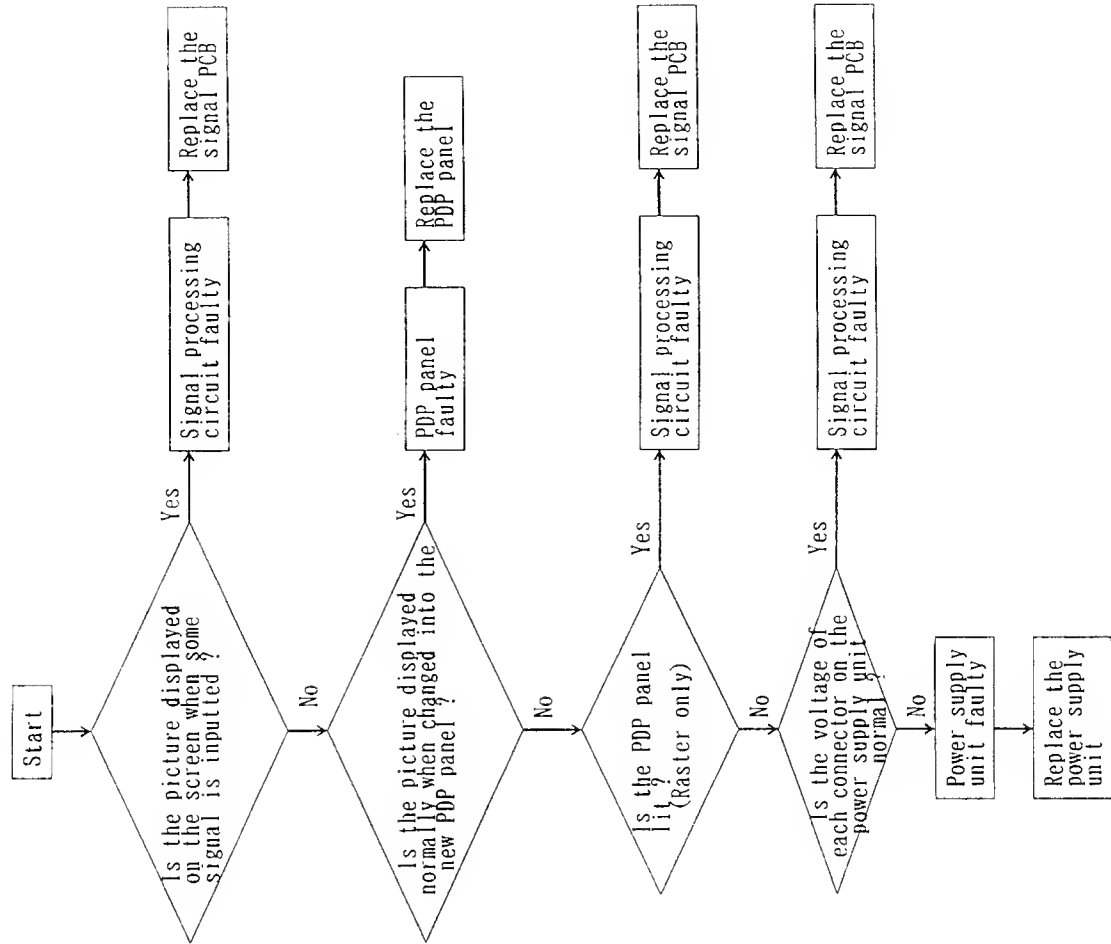 Start
Is the picture displayed
on the screen when some
signal is inputted ?
Yes
Signal processing
circuit faulty
Replace the
signal PCB
No
Is the picture displayed
normally when changed into the
new PDP panel ?
Yes
PDP panel
faulty
Replace the
PDP panel
No
Is the PDP panel
lit ?
(Raster only)
Yes
Signal processing
circuit faulty
Replace the
signal PCB
No
Is the voltage of
each connector on the
power supply unit
normal ?
Yes
Signal processing
circuit faulty
Replace the
signal PCB
No
Power supply
unit faulty
Replace the
power supply
unit